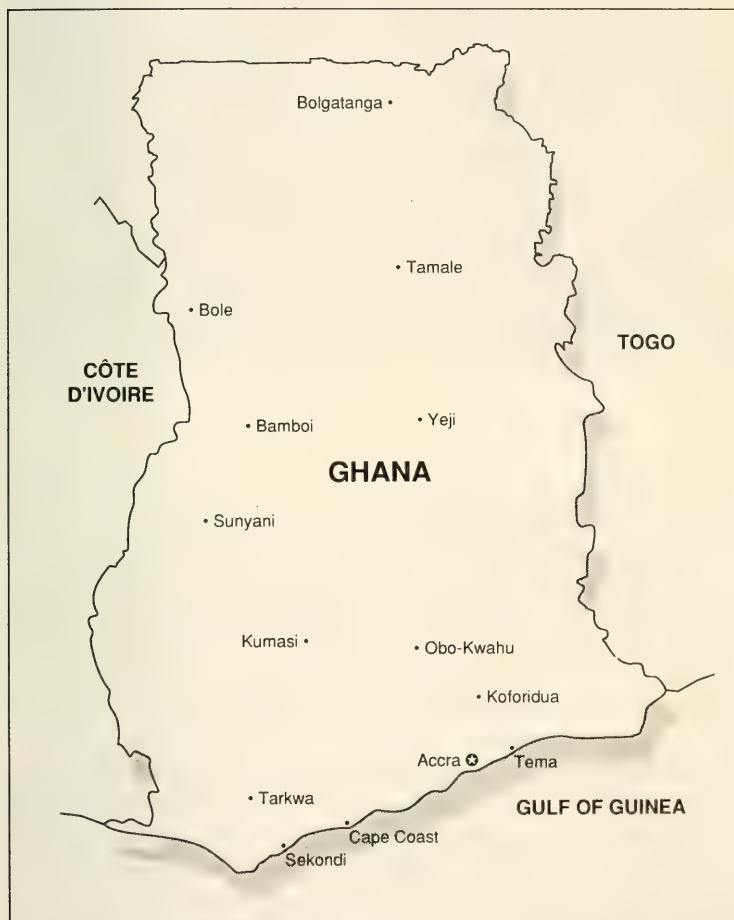 Bolgatanga
Tamale
Bole
TOGO
CÔTE
D'IVOIRE
Bamboi
Yeji
GHANA
Sunyani
Kumasi
Obo-Kwahu
Koforidua
Accra
Tema
Tarkwa
GULF OF GUINEA
Cape Coast
Sekondi